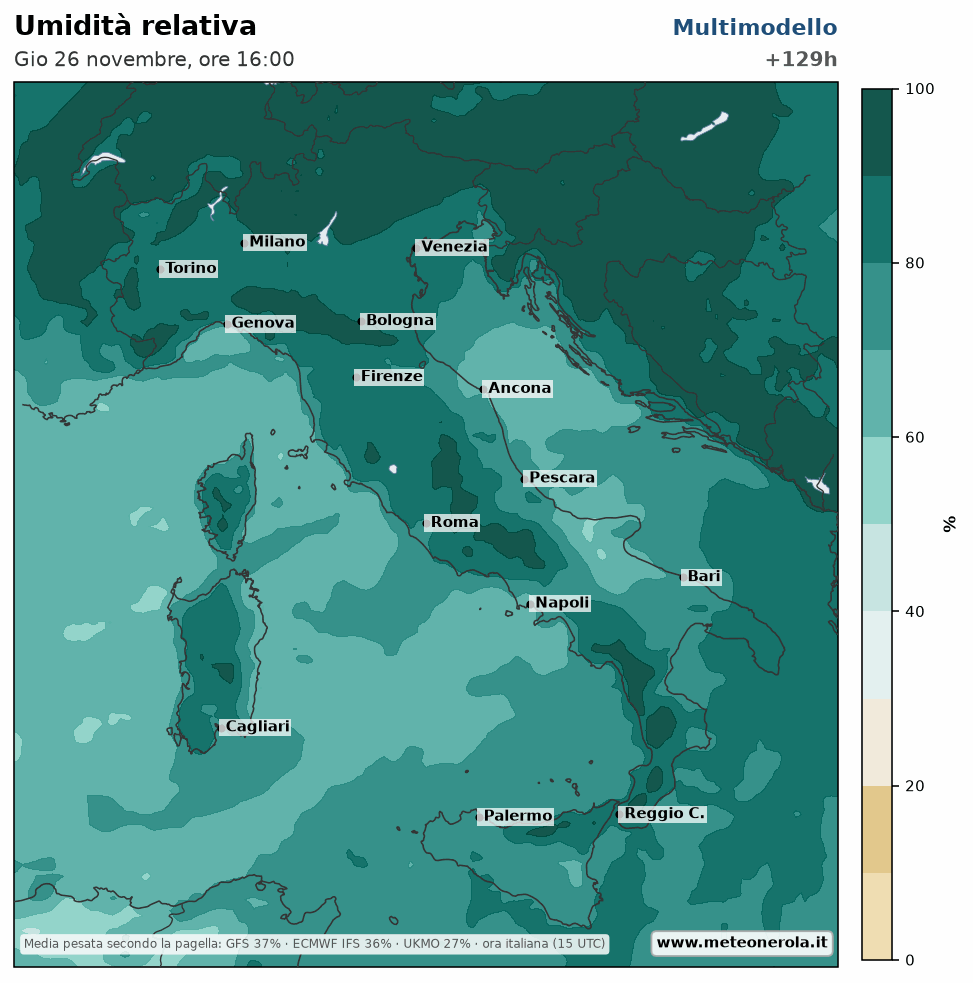 Umidità relativa
Multimodello
Gio 26 novembre, ore 16:00
+129h
100
80
60
40
20
0
%
Milano
Venezia
Torino
Genova
Bologna
Firenze
Ancona
Pescara
Roma
Bari
Napoli
Cagliari
Palermo
Reggio C.
Media pesata secondo la pagella: GFS 37% · ECMWF IFS 36% · UKMO 27% · ora italiana (15 UTC)
www.meteonerola.it